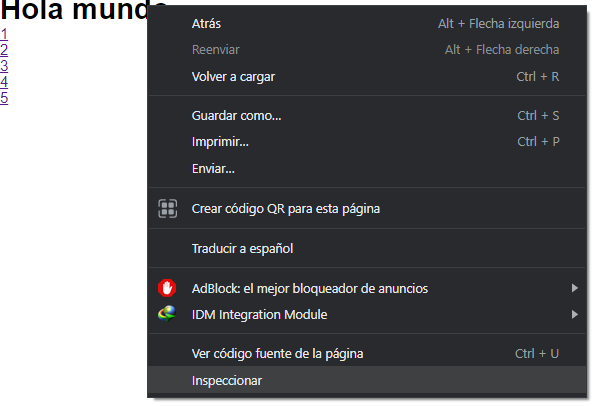 Hola mundo
1
2
3
4
5
Atrás Alt + Flecha izquierda
Reenviar Alt + Flecha derecha
Volver a cargar Ctrl + R
Guardar como... Ctrl + S
Imprimir... Ctrl + P
Enviar...
Crear código QR para esta página
Traducir a español
AdBlock: el mejor bloqueador de anuncios
IDM Integration Module
Ver código fuente de la página Ctrl + U
Inspeccionar